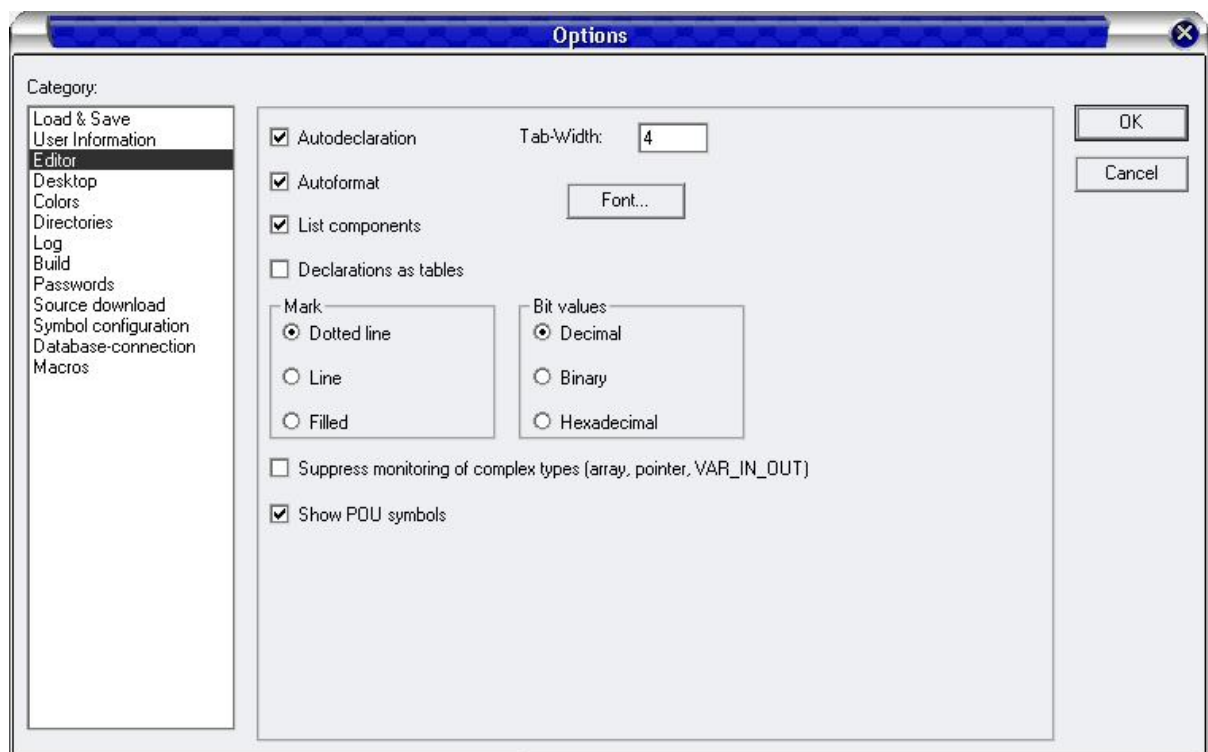 Options
Category:
Load & Save
User Information
Editor
Desktop
Colors
Directories
Log
Build
Passwords
Source download
Symbol configuration
Database-connection
Macros
Autodeclaration
Tab-Width: 4
Autoformat
Font...
List components
Declarations as tables
Mark
Dotted line
Line
Filled
Bit values
Decimal
Binary
Hexadecimal
Suppress monitoring of complex types (array, pointer, VAR_IN_OUT)
Show POU symbols
OK
Cancel